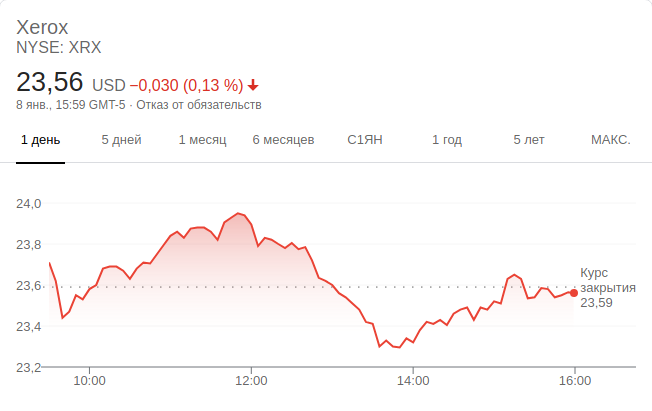 Xerox
NYSE: XRX
23,56 USD −0,030 (0,13 %)
8 янв., 15:59 GMT-5 · Отказ от обязательств
1 день 5 дней 1 месяц 6 месяцев С1ЯН 1 год 5 лет МАКС.
24,0
23,8
23,6
23,4
23,2
Курс
закрытия
23,59
10:00 12:00 14:00 16:00